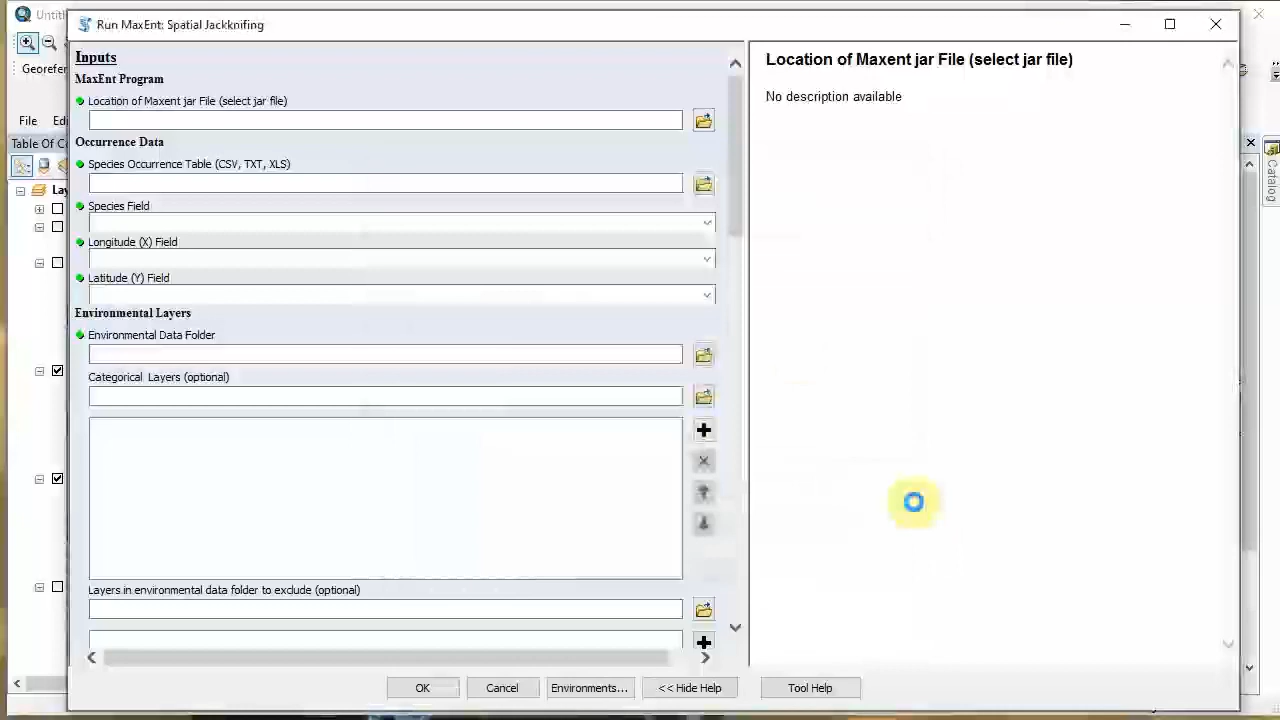 Untitl
Run MaxEnt: Spatial Jackknifing
Georefer
File Edi
Table Of Co
Lay
Inputs
MaxEnt Program
Location of Maxent jar File (select jar file)
Occurrence Data
Species Occurrence Table (CSV, TXT, XLS)
Species Field
Longitude (X) Field
Latitude (Y) Field
Environmental Layers
Environmental Data Folder
Categorical Layers (optional)
Layers in environmental data folder to exclude (optional)
OK
Cancel
Environments...
<< Hide Help
Tool Help
Location of Maxent jar File (select jar file)
No description available
Catalog